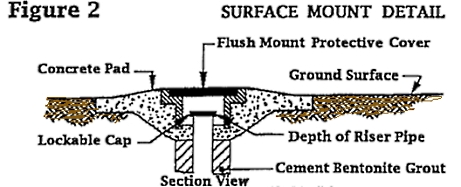 Figure 2
SURFACE MOUNT DETAIL
Flush Mount Protective Cover
Concrete Pad
Ground Surface
Lockable Cap
Depth of Riser Pipe
Cement Bentonite Grout
Section View